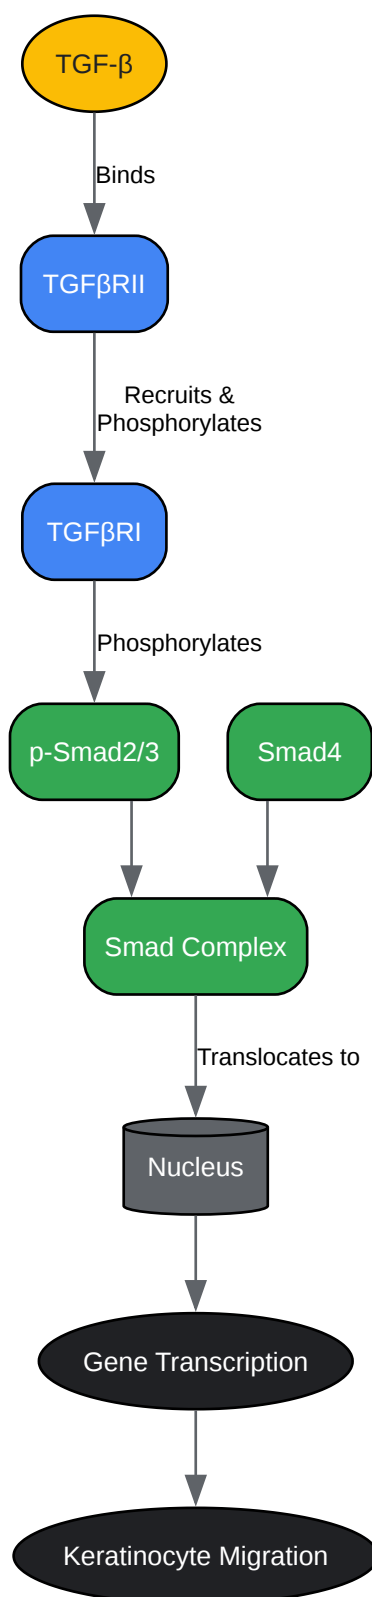 TGF-β
Binds
TGFβRII
Recruits &
Phosphorylates
TGFβRI
Phosphorylates
p-Smad2/3
Smad4
Smad Complex
Translocates to
Nucleus
Gene Transcription
Keratinocyte Migration